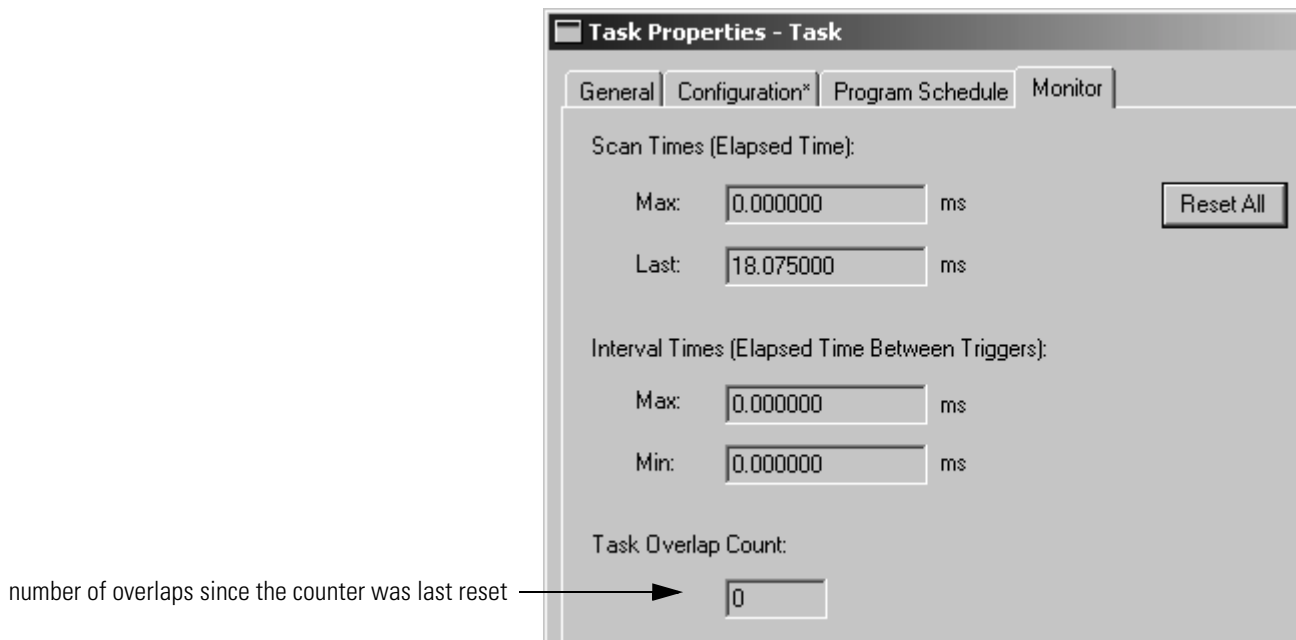 Task Properties - Task
General Configuration* Program Schedule Monitor
Scan Times (Elapsed Time):
Max: 0.000000 ms Reset All
Last: 18.075000 ms
Interval Times (Elapsed Time Between Triggers):
Max: 0.000000 ms
Min: 0.000000 ms
Task Overlap Count:
number of overlaps since the counter was last reset 0